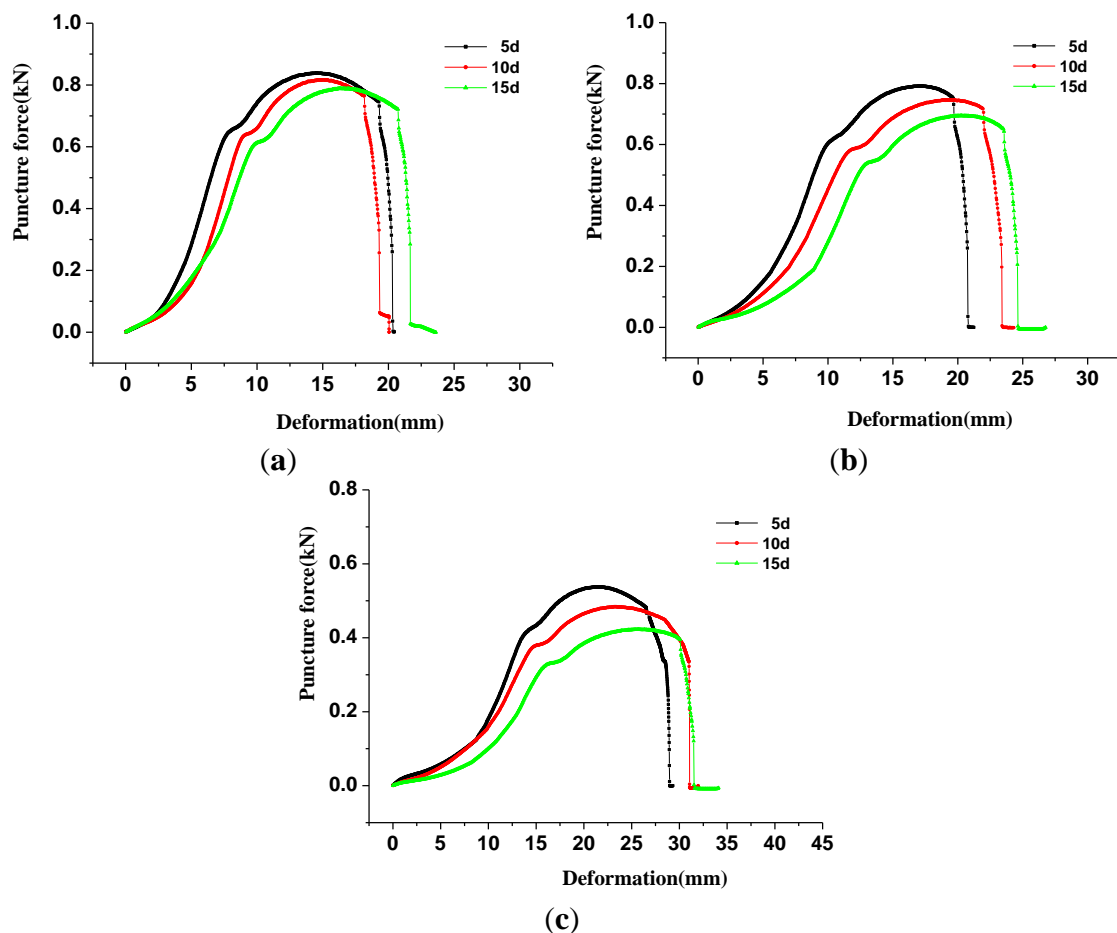 1.0
0.8
0.6
0.4
0.2
0.0
Puncture force(kN)
5d
10d
15d
0 5 10 15 20 25 30
Deformation(mm)
(a)
1.0
0.8
0.6
0.4
0.2
0.0
Puncture force(kN)
5d
10d
15d
0 5 10 15 20 25 30
Deformation(mm)
(b)
0.8
0.6
0.4
0.2
0.0
Puncture force(kN)
5d
10d
15d
0 5 10 15 20 25 30 35 40 45
Deformation(mm)
(c)